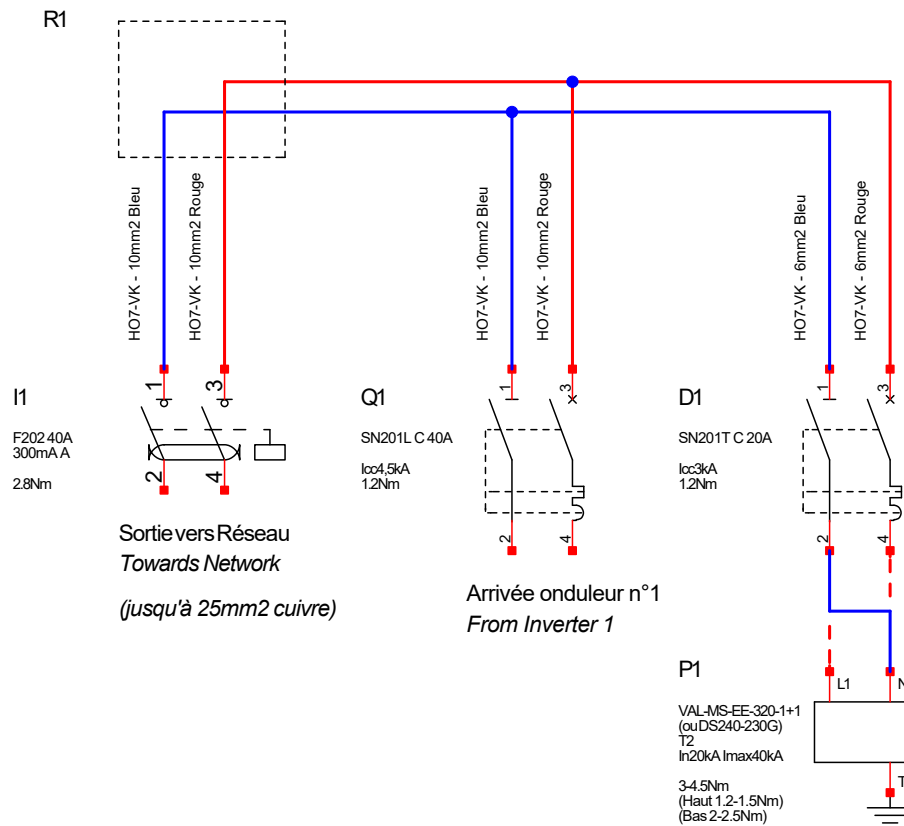 R1
HO7-VK - 10mm2 Bleu
HO7-VK - 10mm2 Rouge
HO7-VK - 10mm2 Bleu
HO7-VK - 10mm2 Rouge
HO7-VK - 6mm2 Bleu
HO7-VK - 6mm2 Rouge
I1
F202 40A
300mA A
2.8Nm
1
3
2
4
Sortie vers Réseau
Towards Network
(jusqu'à 25mm2 cuivre)
Q1
SN201L C 40A
Icc4,5kA
1.2Nm
1
3
2
4
Arrivée onduleur n°1
From Inverter 1
D1
SN201T C 20A
Icc3kA
1.2Nm
1
3
2
4
P1
VAL-MS-EE-320-1+1
(ou DS240-230G)
T2
In20kA Imax40kA
3-4.5Nm
(Haut 1.2-1.5Nm)
(Bas 2-2.5Nm)
L1
N
T